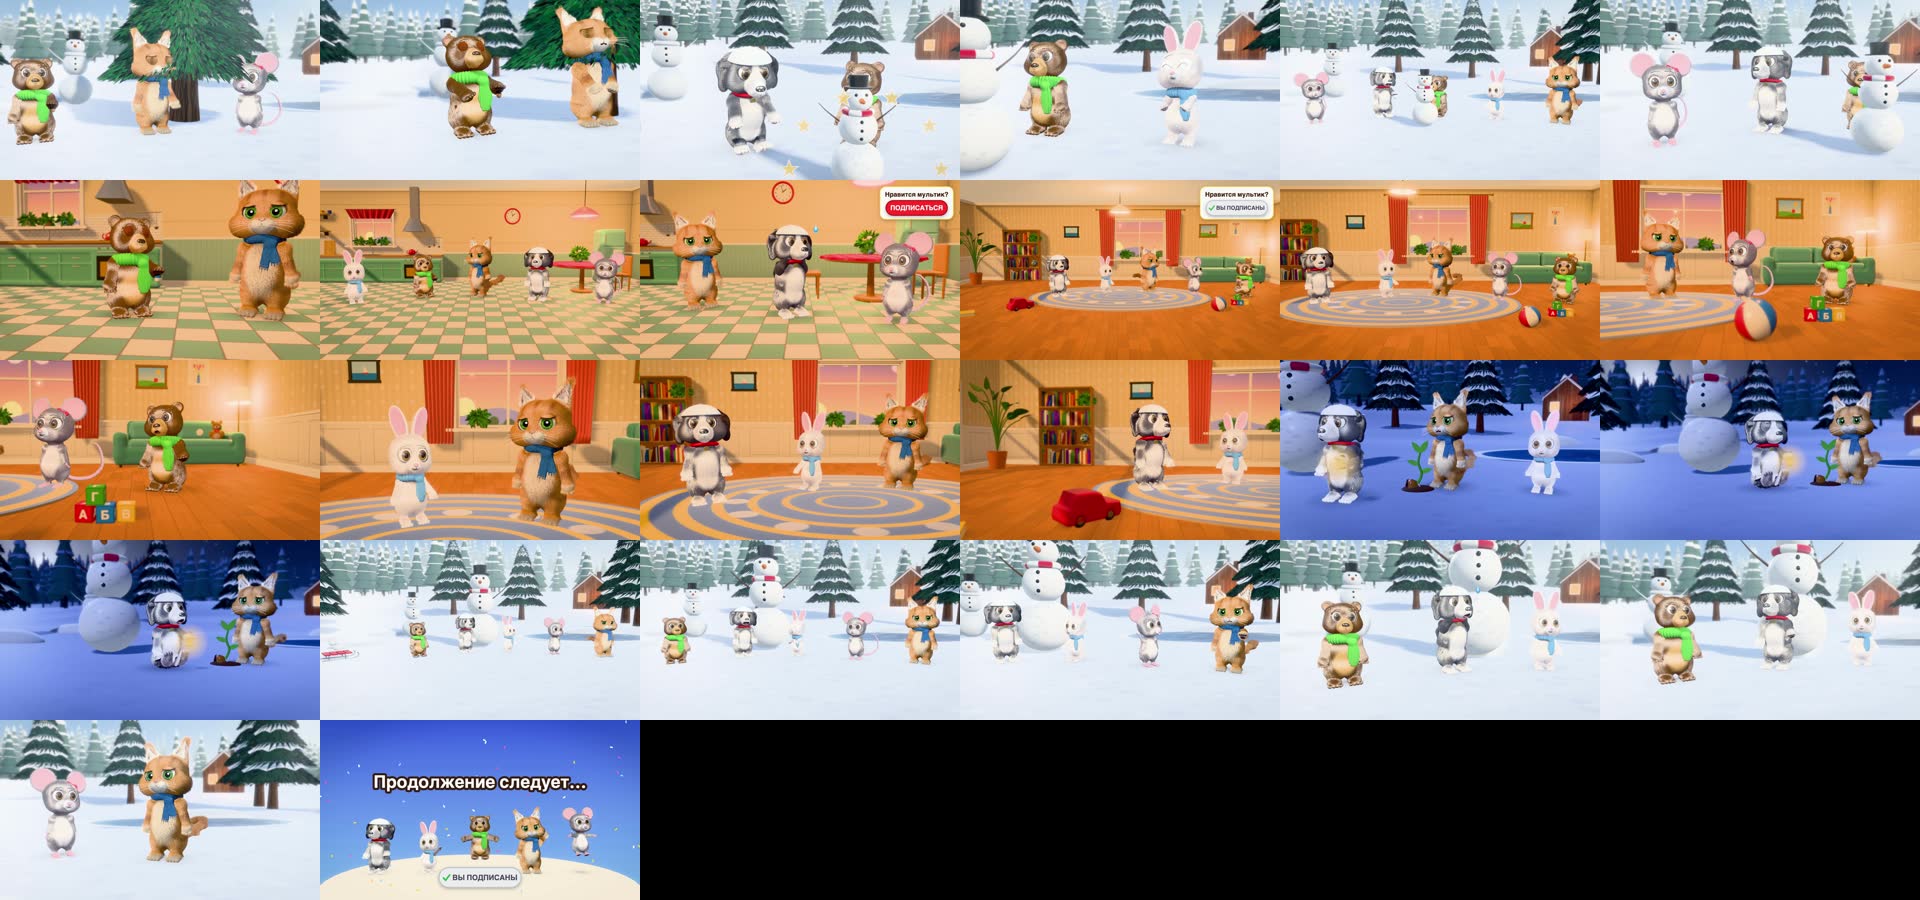 Нравится мультик?
ПОДПИСАТЬСЯ
Нравится мультик?
ВЫ ПОДПИСАНЫ
Г
А Б В
Г
А Б В
Г
А Б В
Продолжение следует...
ВЫ ПОДПИСАНЫ